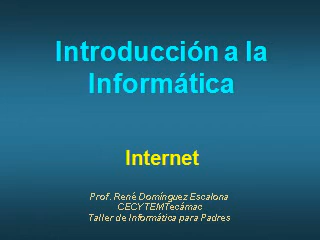 Introducción a la
Informática
Internet
Prof. René Domínguez Escalona
CECYTEMTecámac
Taller de Informática para Padres